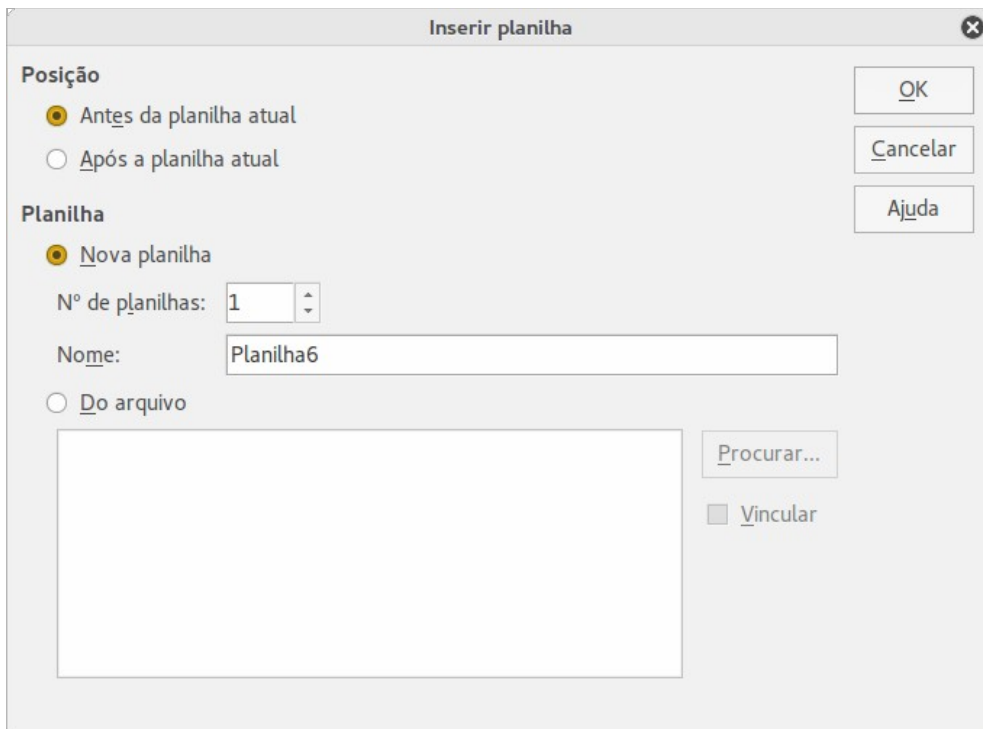 Inserir planilha
Posição
Antes da planilha atual
Após a planilha atual
Planilha
Nova planilha
Nº de planilhas: 1
Nome: Planilha6
Do arquivo
OK
Cancelar
Ajuda
Procurar...
Vincular